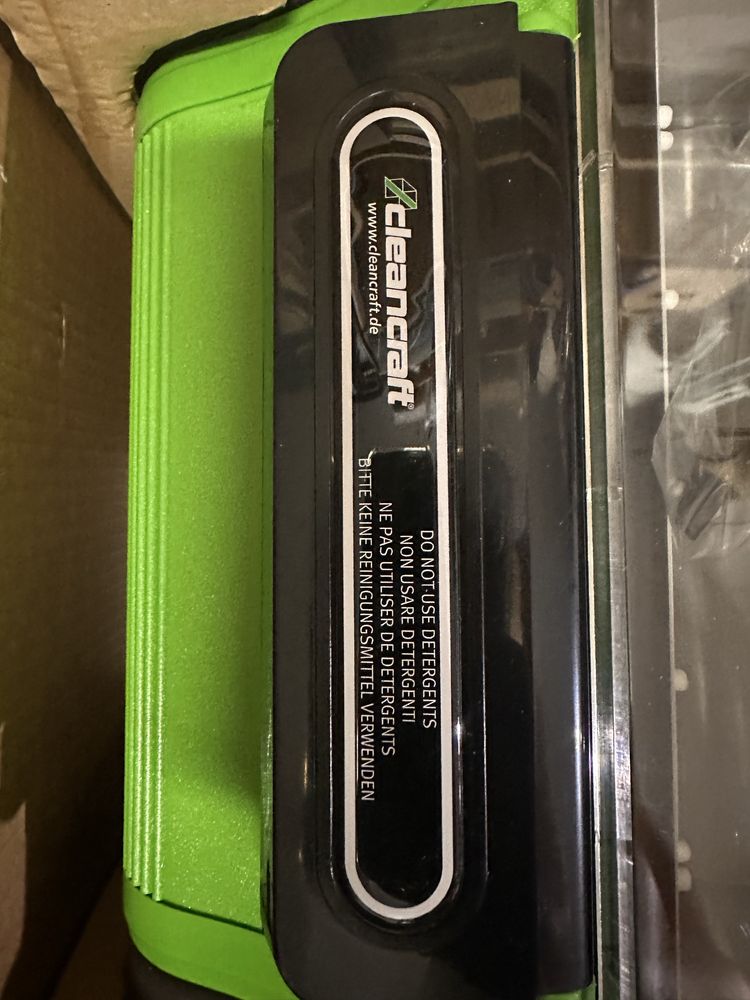 cleancraft®
www.cleancraft.de
DO NOT USE DETERGENTS
NON USARE DETERGENTI
NE PAS UTILISER DE DETERGENTS
BITTE KEINE REINIGUNGSMITTEL VERWENDEN